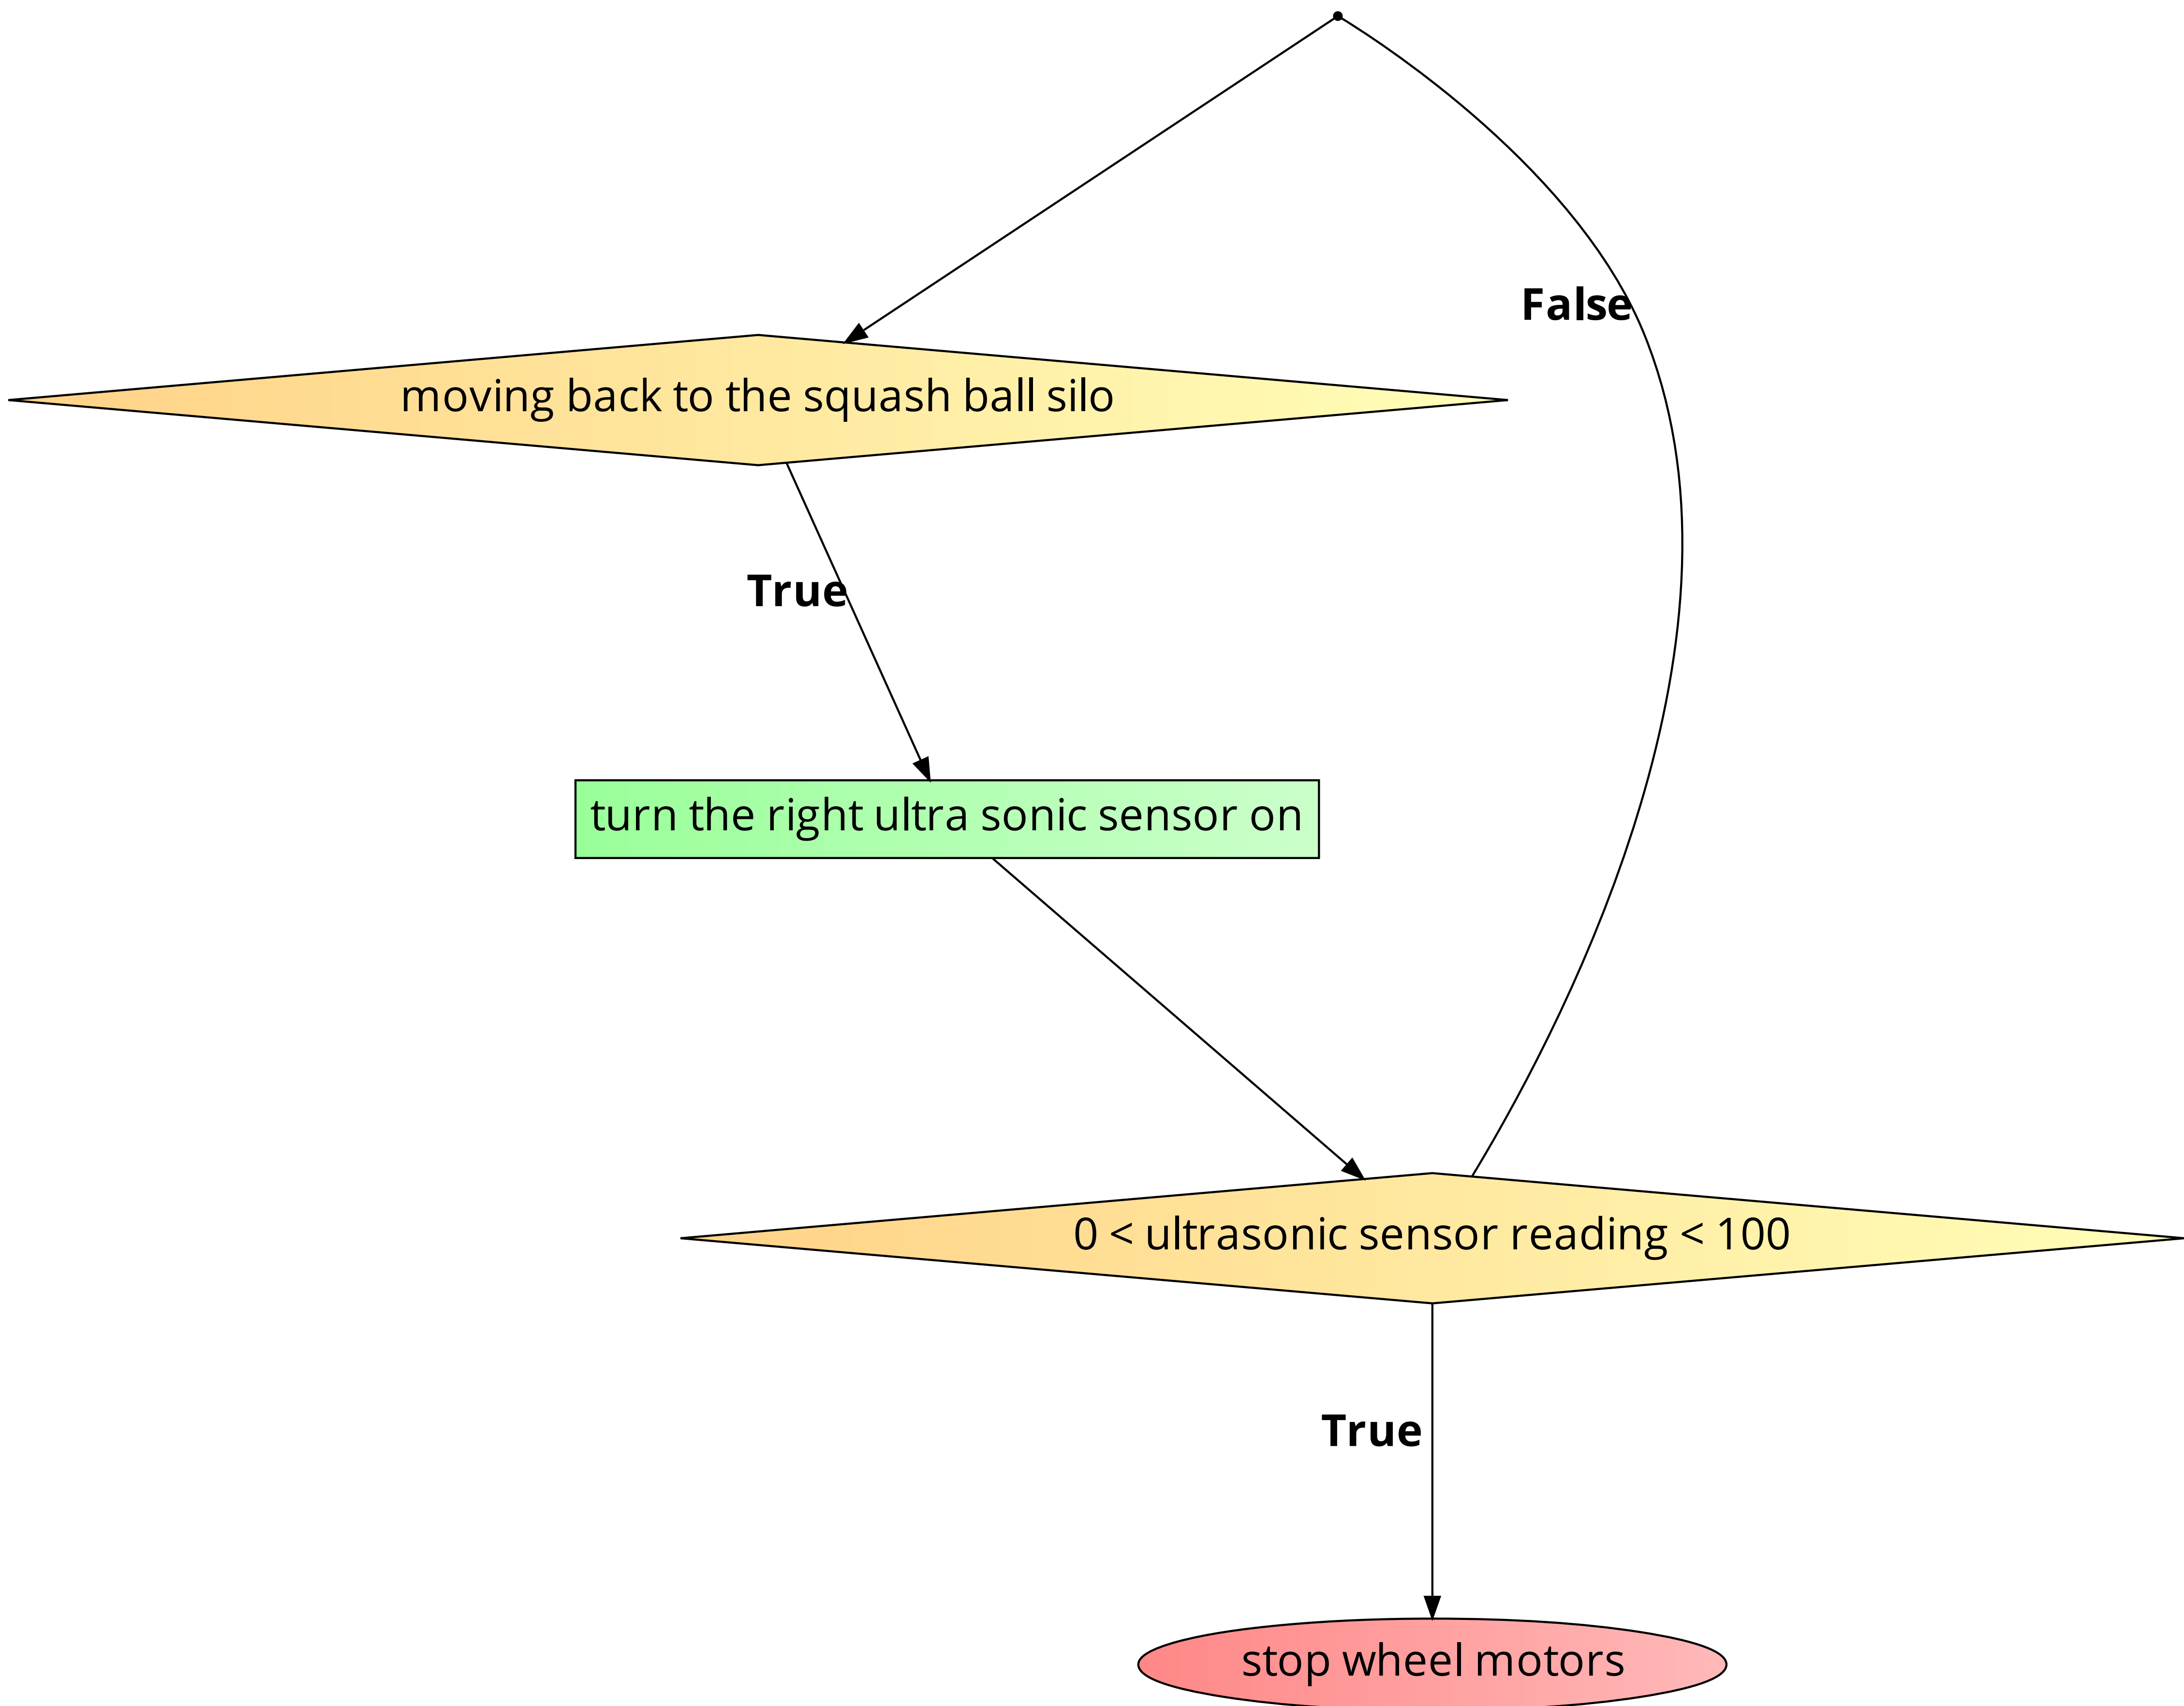 False
moving back to the squash ball silo
True
turn the right ultra sonic sensor on
0 < ultrasonic sensor reading < 100
True
stop wheel motors